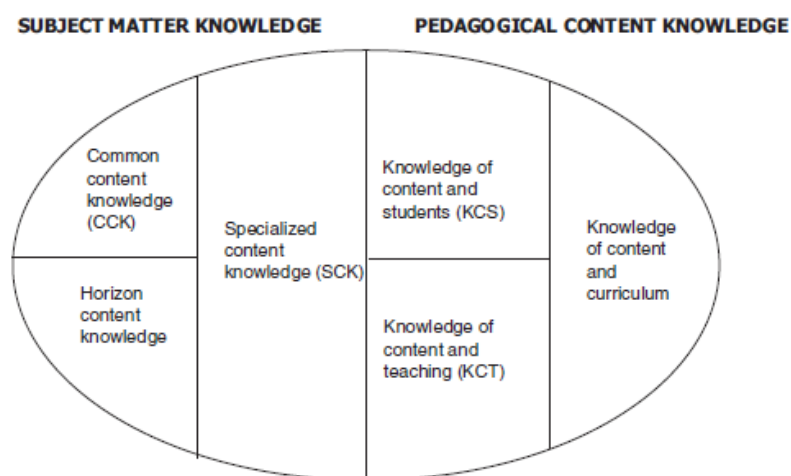 SUBJECT MATTER KNOWLEDGE
PEDAGOGICAL CONTENT KNOWLEDGE
Common
content
knowledge
(CCK)
Horizon
content
knowledge
Specialized
content
knowledge (SCK)
Knowledge of
content and
students (KCS)
Knowledge of
content and
teaching (KCT)
Knowledge
of content
and
curriculum